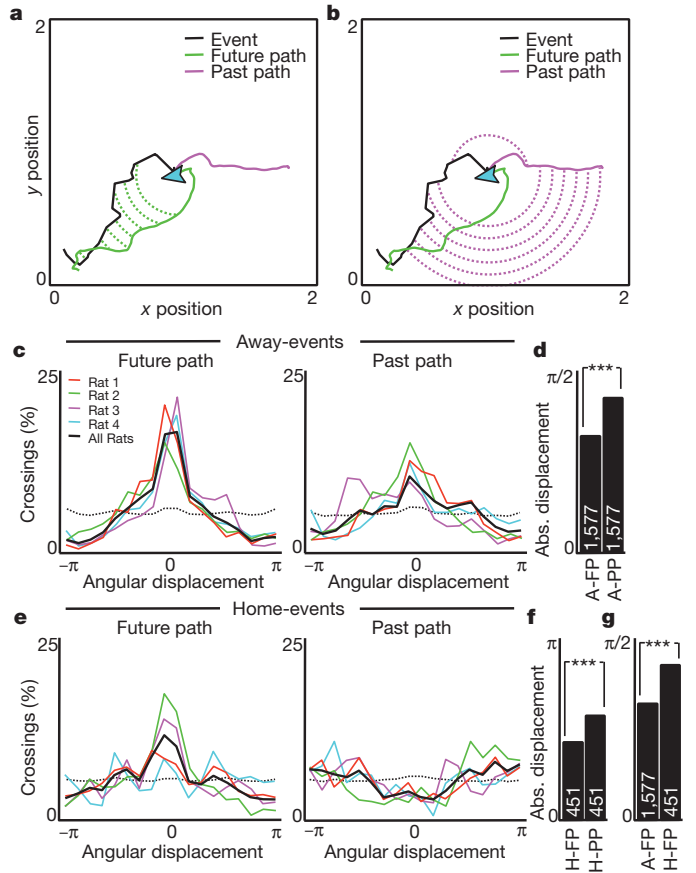 a
b
2
Event
Future path
Past path
y position
0
0
2
x position
2
Event
Future path
Past path
y position
0
0
2
x position
Away-events
c
Future path
Past path
d
25
Rat 1
Rat 2
Rat 3
Rat 4
All Rats
Crossings (%)
0
−π
0
π
Angular displacement
25
0
−π
0
π
Angular displacement
π/2
***
Abs. displacement
0
1,577
1,577
A-FP
A-PP
Home-events
e
Future path
Past path
f
g
25
Crossings (%)
0
−π
0
π
Angular displacement
25
0
−π
0
π
Angular displacement
π
***
Abs. displacement
0
451
451
H-FP
H-PP
π/2
***
0
1,577
451
A-FP
H-FP